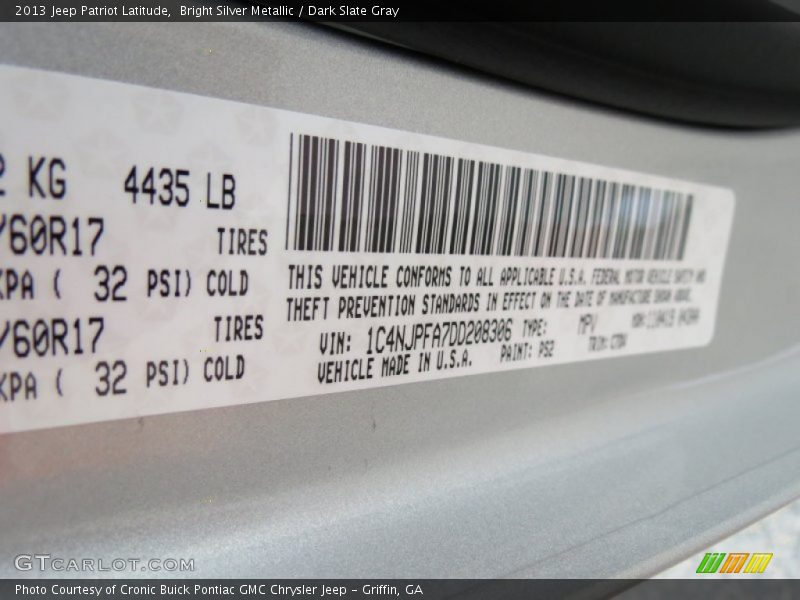 2013 Jeep Patriot Latitude,  Bright Silver Metallic / Dark Slate Gray
KG 4435 LB
/60R17 TIRES
KPA ( 32 PSI) COLD
/60R17 TIRES
KPA ( 32 PSI) COLD
THIS VEHICLE CONFORMS TO ALL APPLICABLE U.S.A. FEDERAL MOTOR VEHICLE SAFETY AND
THEFT PREVENTION STANDARDS IN EFFECT ON THE DATE OF MANUFACTURE SHOWN ABOVE.
VIN: 1C4NJPFA7DD208306 TYPE: MPV
VEHICLE MADE IN U.S.A. PAINT: PS2 TRIM:
GTCARLOT.COM
Photo Courtesy of Cronic Buick Pontiac GMC Chrysler Jeep - Griffin, GA